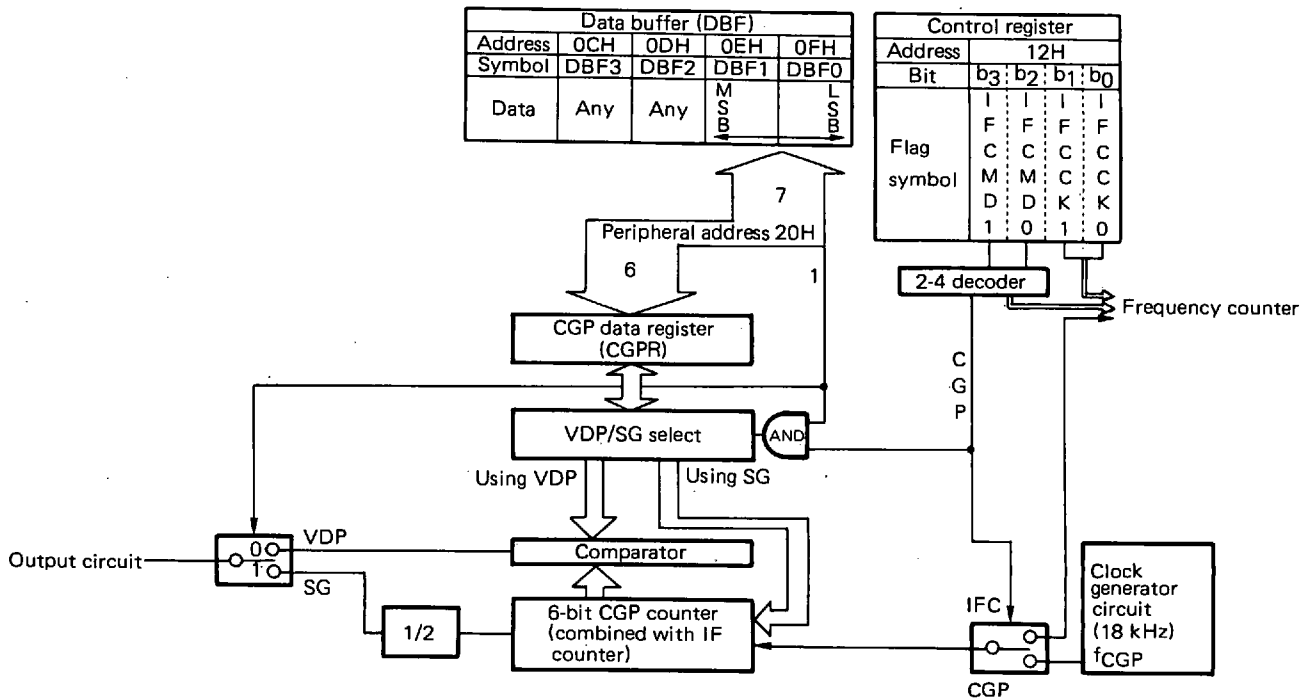 Data buffer (DBF)
Address 0CH 0DH 0EH 0FH
Symbol DBF3 DBF2 DBF1 DBF0
Data Any Any MSB LSB
Control register
Address 12H
Bit b3 b2 b1 b0
Flag symbol IFCMD1 IFCMD0 IFCCK1 IFCCK0
7
Peripheral address 20H
6
1
2-4 decoder
Frequency counter
CGP data register
(CGPR)
CGP
VDP/SG select
AND
Using VDP
Using SG
Output circuit
0
1
VDP
SG
Comparator
1/2
6-bit CGP counter
(combined with IF
counter)
IFC
CGP
Clock
generator
circuit
(18 kHz)
fCGP